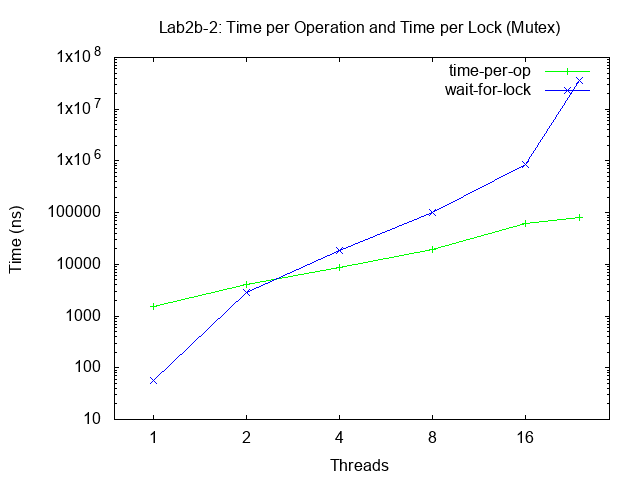 Lab2b-2: Time per Operation and Time per Lock (Mutex)
time-per-op
wait-for-lock
1x10^8
1x10^7
1x10^6
100000
10000
1000
100
10
Time (ns)
1 2 4 8 16
Threads